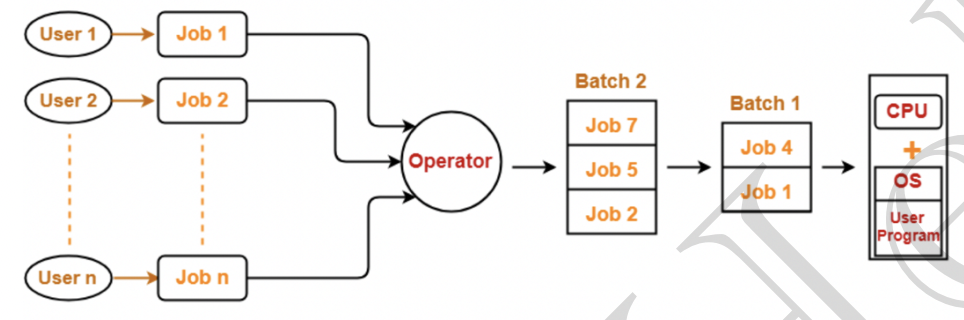 User 1
Job 1
User 2
Job 2
User n
Job n
Operator
Batch 2
Job 7
Job 5
Job 2
Batch 1
Job 4
Job 1
CPU
+
OS
User
Program